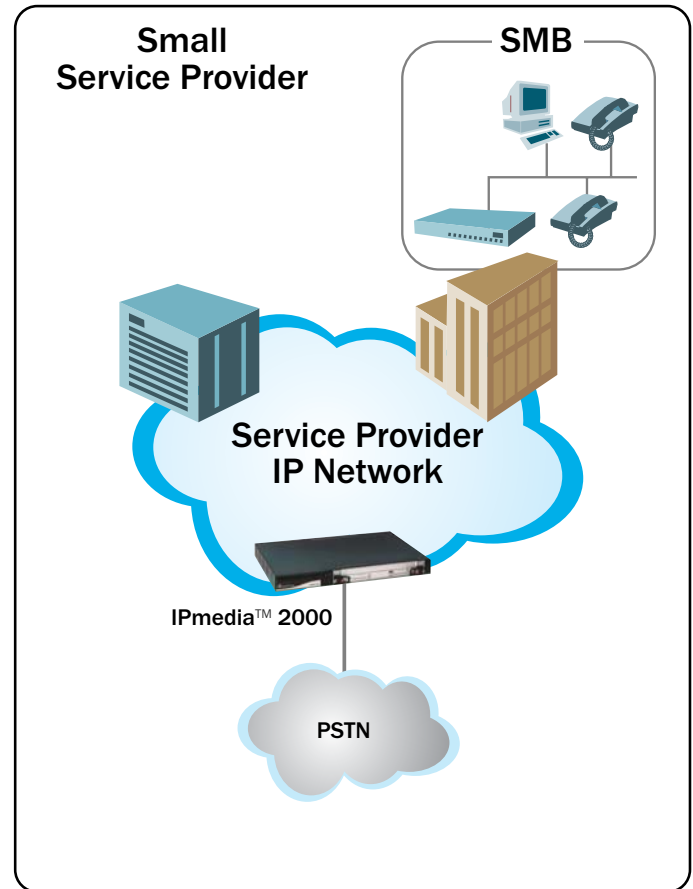 Small
Service Provider
SMB
Service Provider
IP Network
IPmedia™ 2000
PSTN